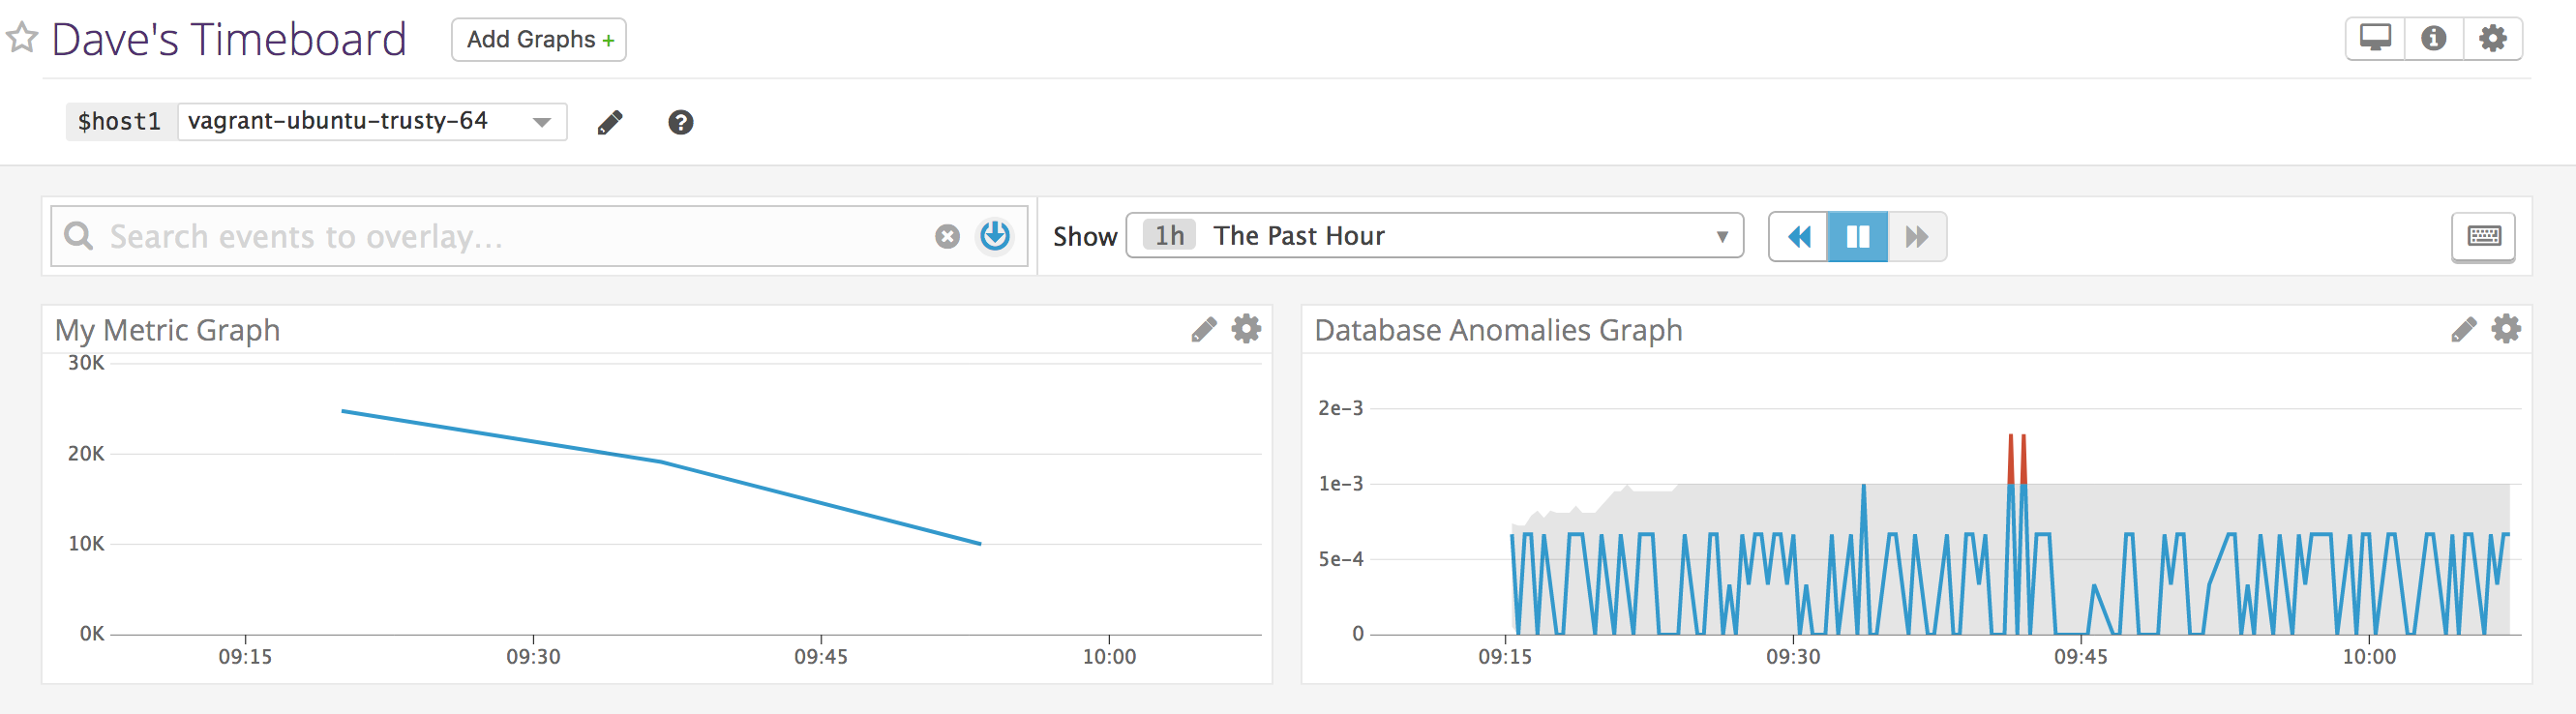 Dave's Timeboard
Add Graphs +
$host1 vagrant-ubuntu-trusty-64
Search events to overlay...
Show 1h The Past Hour
My Metric Graph
30K
20K
10K
0K
09:15 09:30 09:45 10:00
Database Anomalies Graph
2e-3
1e-3
5e-4
0
09:15 09:30 09:45 10:00